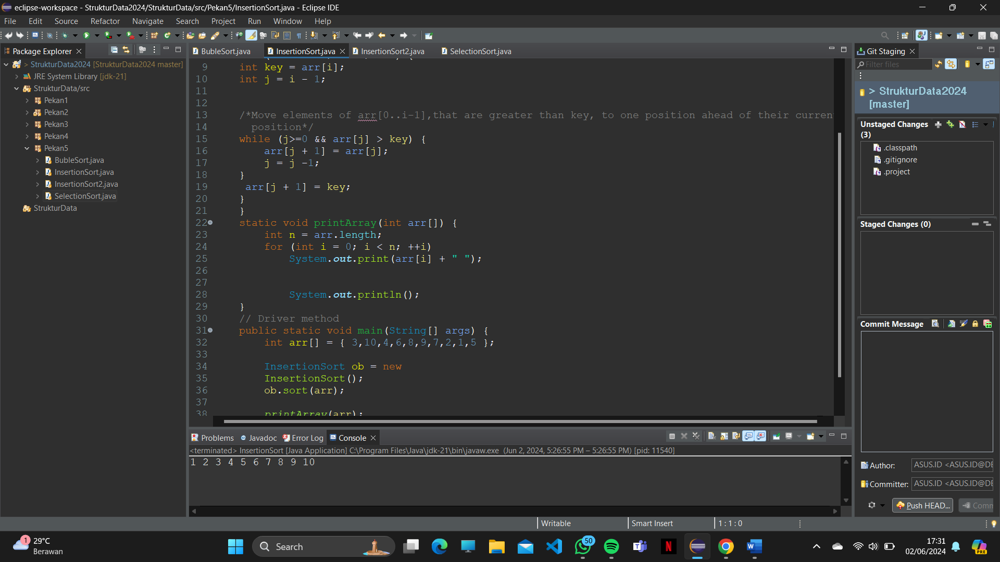 eclipse-workspace - StrukturData2024/StrukturData/src/Pekan5/InsertionSort.java - Eclipse IDE
File Edit Source Refactor Navigate Search Project Run Window Help
Package Explorer
> StrukturData2024 [StrukturData2024 master]
JRE System Library [jdk-21]
StrukturData/src
Pekan1
Pekan2
Pekan3
Pekan4
Pekan5
BubleSort.java
InsertionSort.java
InsertionSort2.java
SelectionSort.java
StrukturData
BubleSort.java InsertionSort.java InsertionSort2.java SelectionSort.java
9 int key = arr[i];
10 int j = i - 1;
11
12
13 /*Move elements of arr[0..i-1],that are greater than key, to one position ahead of their curren
14 position*/
15 while (j>=0 && arr[j] > key) {
16 arr[j + 1] = arr[j];
17 j = j -1;
18 }
19 arr[j + 1] = key;
20 }
21 }
22 static void printArray(int arr[]) {
23 int n = arr.length;
24 for (int i = 0; i < n; ++i)
25 System.out.print(arr[i] + " ");
26
27
28 System.out.println();
29 }
30 // Driver method
31 public static void main(String[] args) {
32 int arr[] = { 3,10,4,6,8,9,7,2,1,5 };
33
34 InsertionSort ob = new
35 InsertionSort();
36 ob.sort(arr);
37
38 printArray(arr);
Problems Javadoc Error Log Console
<terminated> InsertionSort [Java Application] C:\Program Files\Java\jdk-21\bin\javaw.exe (Jun 2, 2024, 5:26:55 PM – 5:26:55 PM) [pid: 11540]
1 2 3 4 5 6 7 8 9 10
Git Staging
Filter files
> StrukturData2024
[master]
Unstaged Changes
(3)
.classpath
.gitignore
.project
Staged Changes (0)
Commit Message
Author: ASUS.ID <ASUS.ID@DE
Committer: ASUS.ID <ASUS.ID@DE
Push HEAD... Comm
Writable Smart Insert 1 : 1 : 0
1
29°C
Berawan
Search
50
17:31
02/06/2024
PRE